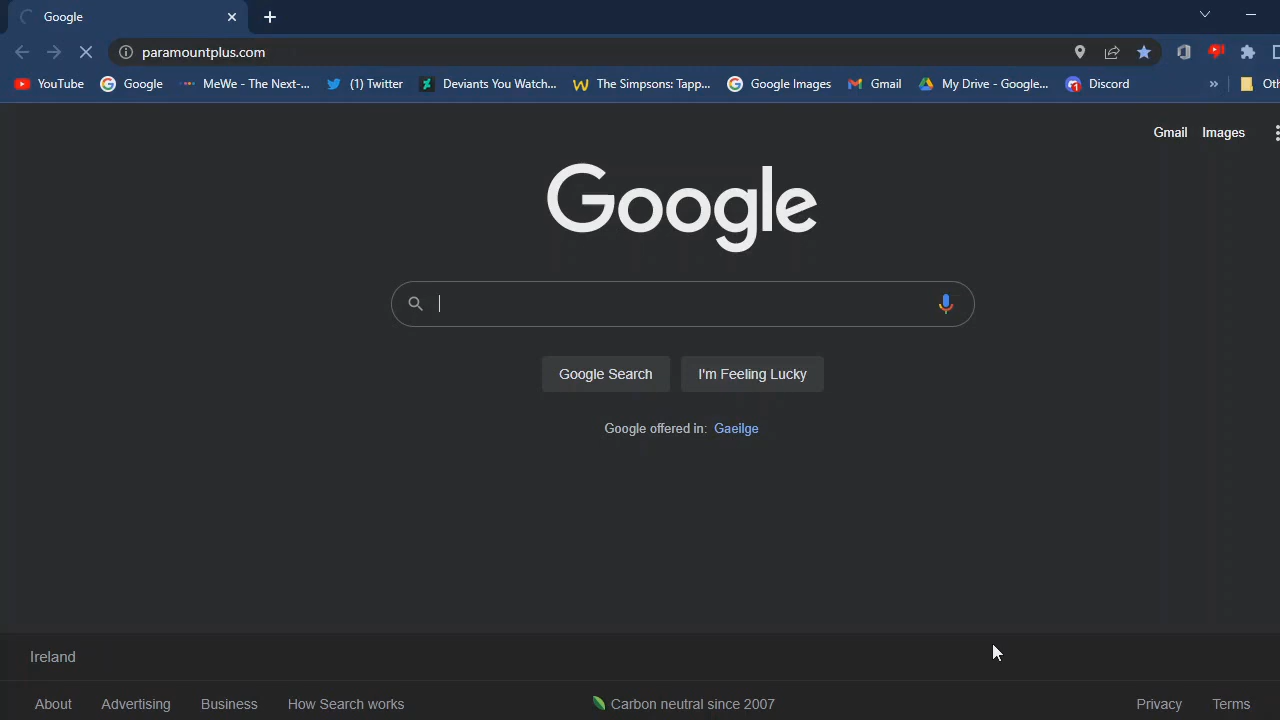 Google
paramountplus.com
YouTube Google MeWe - The Next-... (1) Twitter Deviants You Watch... The Simpsons: Tapp... Google Images Gmail My Drive - Google... Discord » Oth
Gmail Images
Google
Google Search I'm Feeling Lucky
Google offered in: Gaeilge
Ireland
About Advertising Business How Search works Carbon neutral since 2007 Privacy Terms